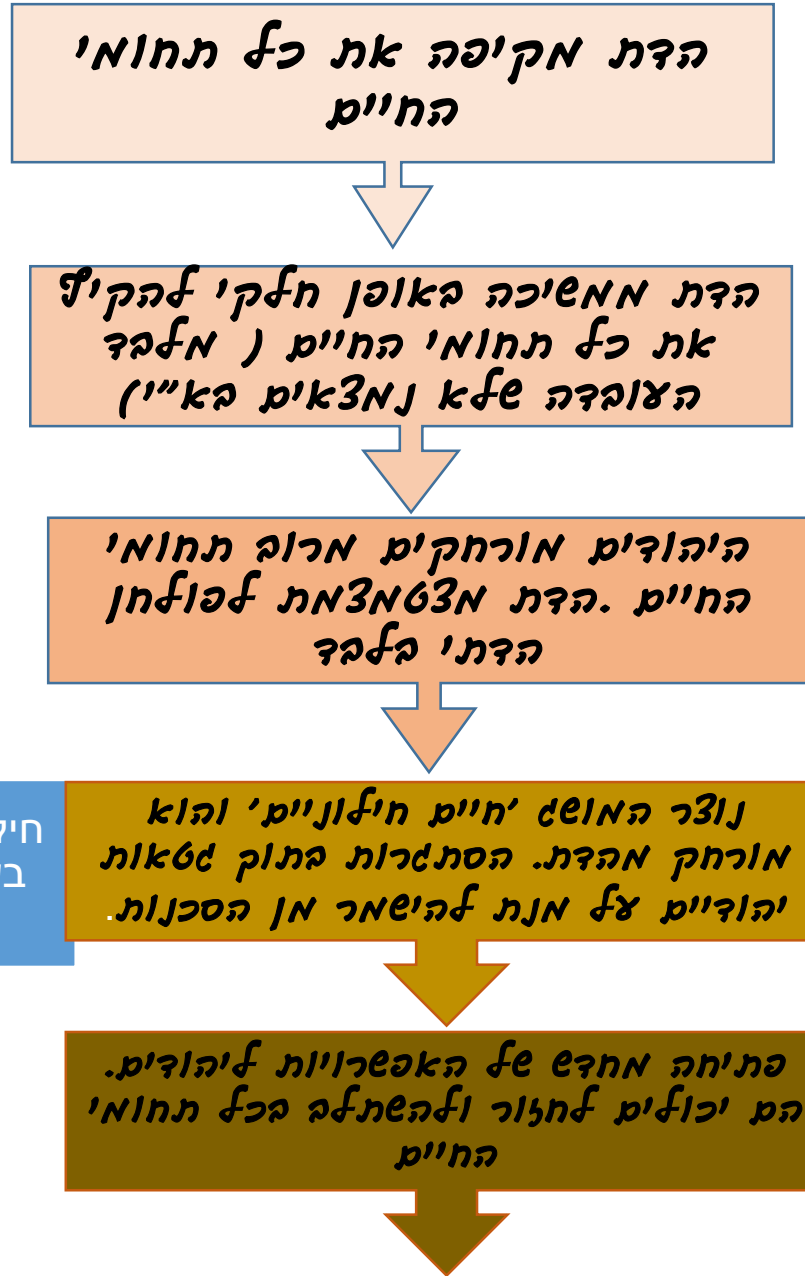 הדת מקיפה את כל תחומי
החיים
הדת ממשיכה באופן חלקי להקיף
את כל תחומי החיים ( מלבד
העובדה שלא נמצאים בא"י)
היהודים מורחקים מרוב תחומי
החיים .הדת מצטמצמת לפולחן
הדתי בלבד
נוצר המושג 'חיים חילוניים' והוא
מורחק מהדת. הסתגרות בתוך גטאות
יהודיים על מנת להישמר מן הסכנות.
פתיחה מחדש של האפשרויות ליהודים.
הם יכולים לחזור ולהשתלב בכל תחומי
החיים